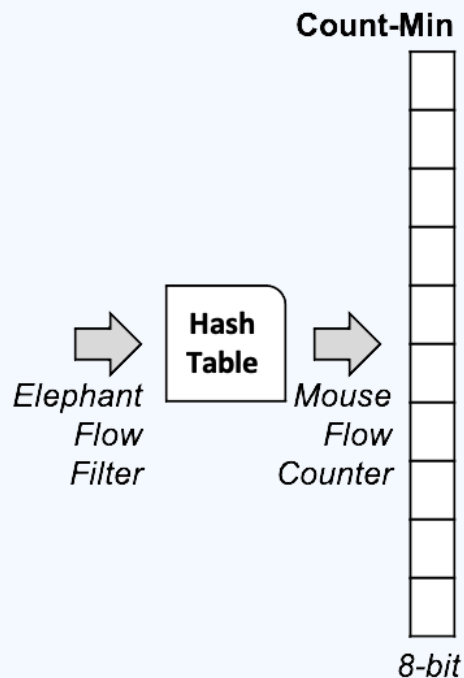 Count-Min
Hash
Table
Elephant
Flow
Filter
Mouse
Flow
Counter
8-bit